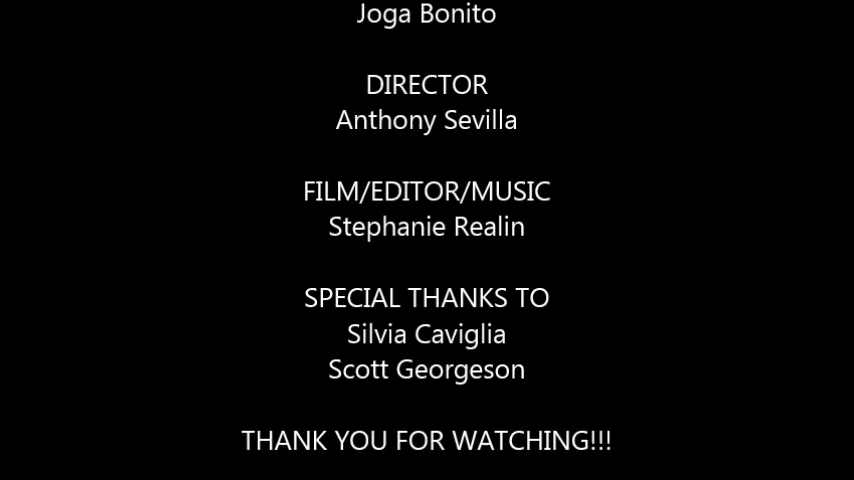 Joga Bonito
DIRECTOR
Anthony Sevilla
FILM/EDITOR/MUSIC
Stephanie Realin
SPECIAL THANKS TO
Silvia Caviglia
Scott Georgeson
THANK YOU FOR WATCHING!!!